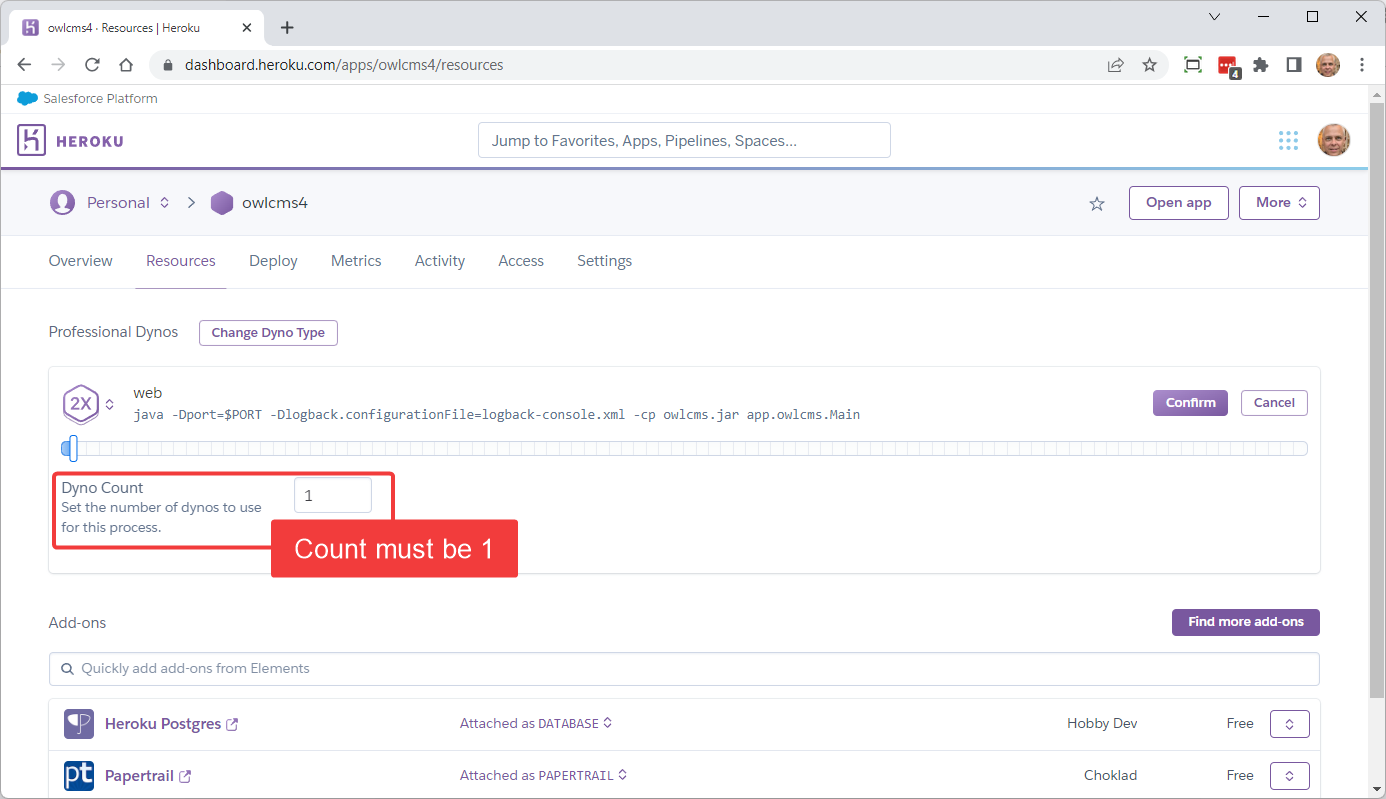 owlcms4 · Resources | Heroku
dashboard.heroku.com/apps/owlcms4/resources
4
Salesforce Platform
HEROKU
Jump to Favorites, Apps, Pipelines, Spaces...
Personal
owlcms4
Open app
More
Overview
Resources
Deploy
Metrics
Activity
Access
Settings
Professional Dynos
Change Dyno Type
2X
web
java -Dport=$PORT -Dlogback.configurationFile=logback-console.xml -cp owlcms.jar app.owlcms.Main
Confirm
Cancel
Dyno Count
1
Set the number of dynos to use
for this process.
Count must be 1
Add-ons
Find more add-ons
Quickly add add-ons from Elements
Heroku Postgres
Attached as DATABASE
Hobby Dev
Free
pt
Papertrail
Attached as PAPERTRAIL
Choklad
Free